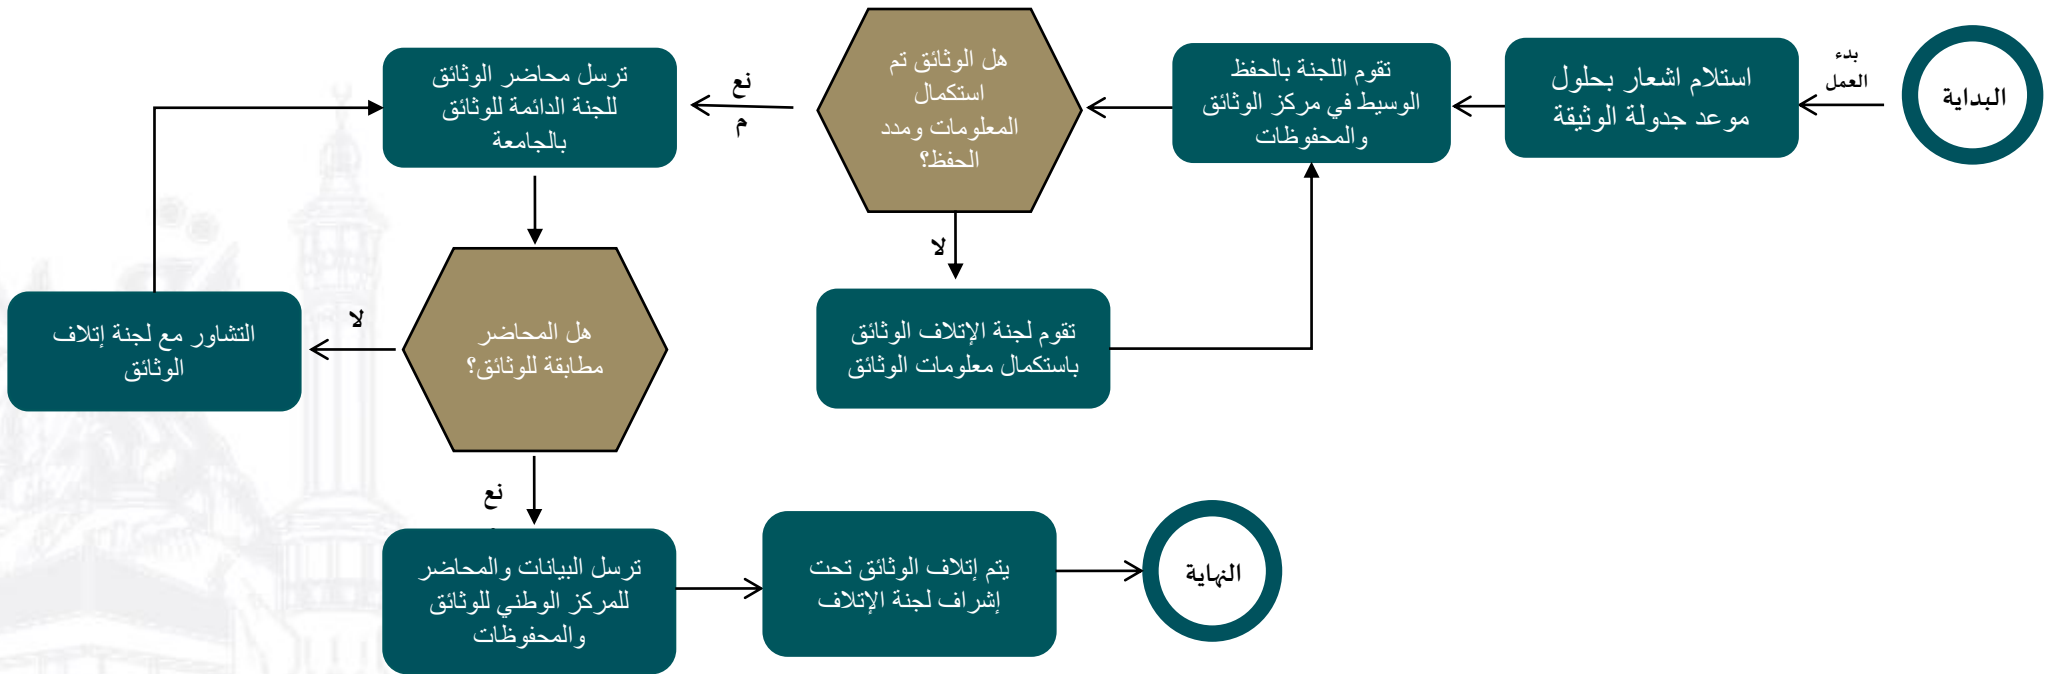 البداية
بدء
العمل
استلام اشعار بحلول
موعد جدولة الوثيقة
تقوم اللجنة بالحفظ
الوسيط في مركز الوثائق
والمحفوظات
هل الوثائق تم
استكمال
المعلومات ومدد
الحفظ؟
نع
م
ترسل محاضر الوثائق
للجنة الدائمة للوثائق
بالجامعة
لا
تقوم لجنة الإتلاف الوثائق
باستكمال معلومات الوثائق
هل المحاضر
مطابقة للوثائق؟
لا
التشاور مع لجنة إتلاف
الوثائق
نع
ترسل البيانات والمحاضر
للمركز الوطني للوثائق
والمحفوظات
يتم إتلاف الوثائق تحت
إشراف لجنة الإتلاف
النهاية